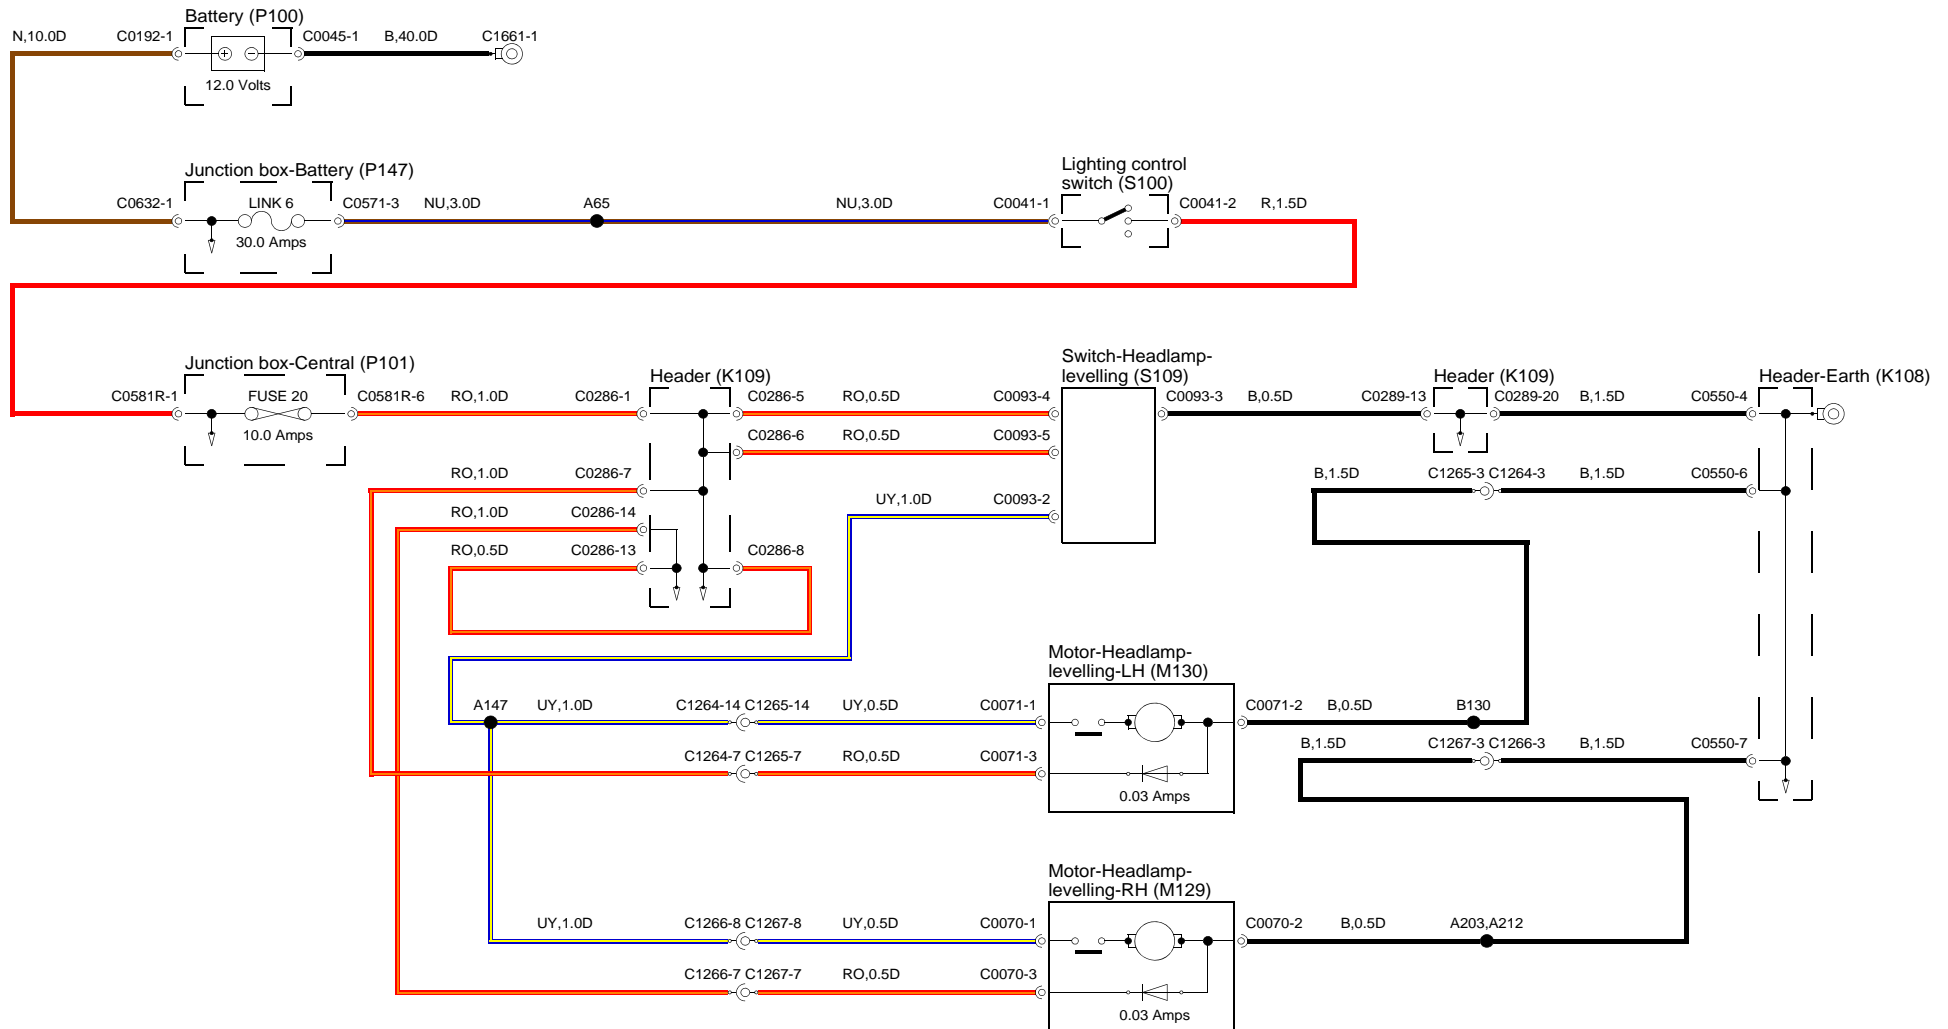 Battery (P100)
N,10.0D
C0192-1
C0045-1
B,40.0D
C1661-1
12.0 Volts
Junction box-Battery (P147)
Lighting control
switch (S100)
C0632-1
LINK 6
C0571-3
NU,3.0D
A65
NU,3.0D
C0041-1
C0041-2
R,1.5D
30.0 Amps
Junction box-Central (P101)
Header (K109)
Switch-Headlamp-
levelling (S109)
Header (K109)
Header-Earth (K108)
C0581R-1
FUSE 20
C0581R-6
RO,1.0D
C0286-1
C0286-5
RO,0.5D
C0093-4
C0093-3
B,0.5D
C0289-13
C0289-20
B,1.5D
C0550-4
10.0 Amps
C0286-6
RO,0.5D
C0093-5
RO,1.0D
C0286-7
B,1.5D
C1265-3 C1264-3
B,1.5D
C0550-6
UY,1.0D
C0093-2
RO,1.0D
C0286-14
RO,0.5D
C0286-13
C0286-8
Motor-Headlamp-
levelling-LH (M130)
A147
UY,1.0D
C1264-14 C1265-14
UY,0.5D
C0071-1
C0071-2
B,0.5D
B130
C1264-7 C1265-7
RO,0.5D
C0071-3
B,1.5D
C1267-3 C1266-3
B,1.5D
C0550-7
0.03 Amps
Motor-Headlamp-
levelling-RH (M129)
UY,1.0D
C1266-8 C1267-8
UY,0.5D
C0070-1
C0070-2
B,0.5D
A203,A212
C1266-7 C1267-7
RO,0.5D
C0070-3
0.03 Amps